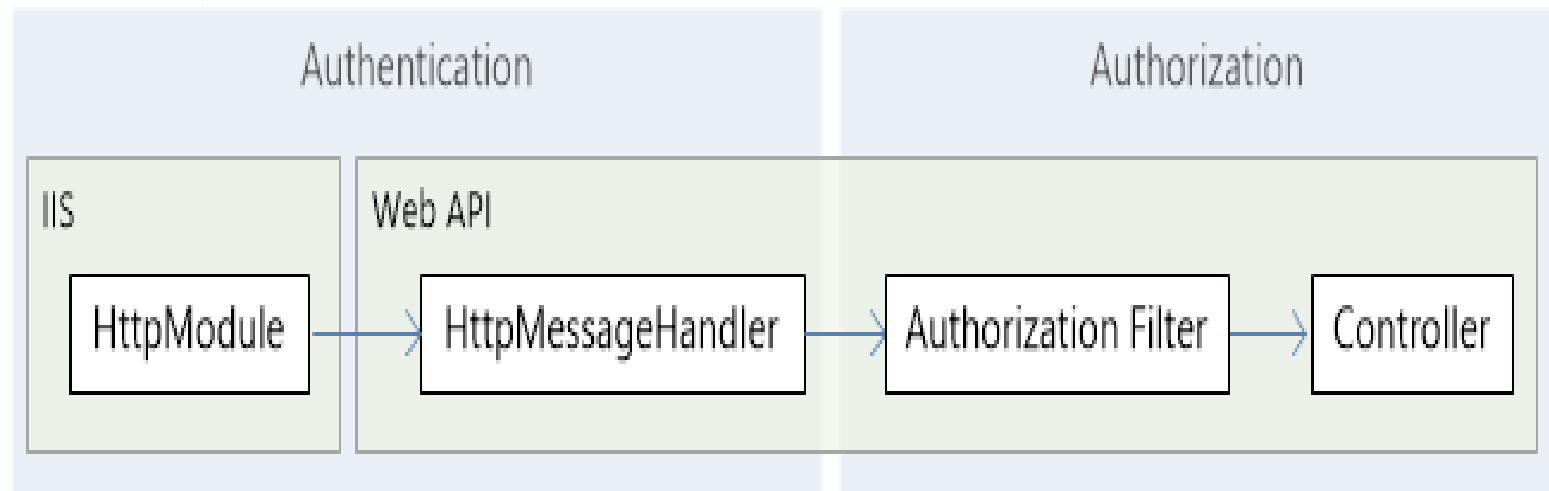 Authentication
Authorization
IIS
Web API
HttpModule
HttpMessageHandler
Authorization Filter
Controller